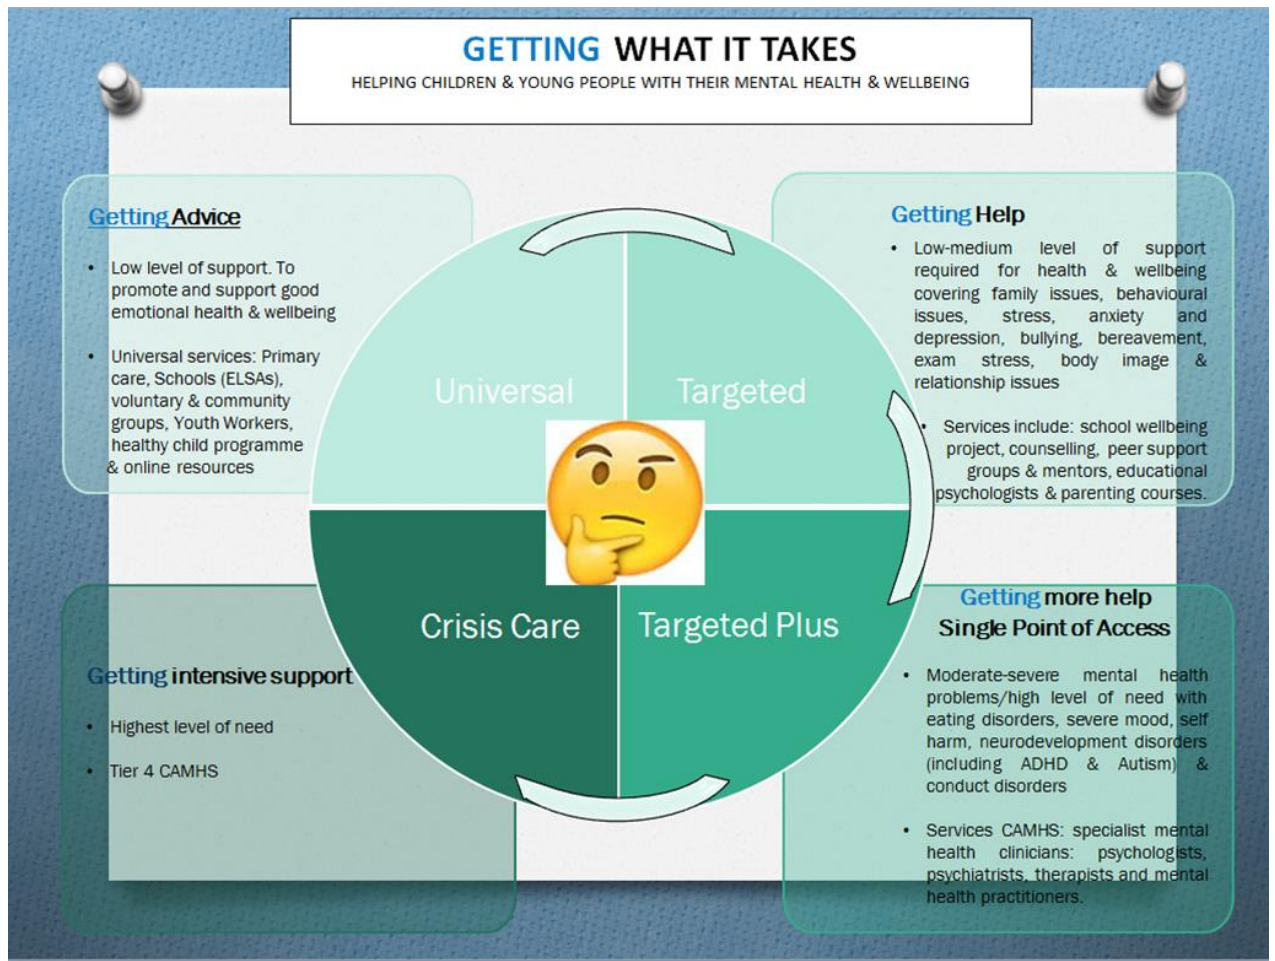 GETTING WHAT IT TAKES
HELPING CHILDREN & YOUNG PEOPLE WITH THEIR MENTAL HEALTH & WELLBEING
Getting Advice
• Low level of support. To
promote and support good
emotional health & wellbeing
• Universal services: Primary
care, Schools (ELSAs),
voluntary & community
groups, Youth Workers,
healthy child programme
& online resources
Getting Help
• Low-medium level of support
required for health & wellbeing
covering family issues, behavioural
issues, stress, anxiety and
depression, bullying, bereavement,
exam stress, body image &
relationship issues
• Services include: school wellbeing
project, counselling, peer support
groups & mentors, educational
psychologists & parenting courses.
Universal
Targeted
Crisis Care
Targeted Plus
Getting intensive support
• Highest level of need
• Tier 4 CAMHS
Getting more help
Single Point of Access
• Moderate-severe mental health
problems/high level of need with
eating disorders, severe mood, self
harm, neurodevelopment disorders
(including ADHD & Autism) &
conduct disorders
• Services CAMHS: specialist mental
health clinicians: psychologists,
psychiatrists, therapists and mental
health practitioners.